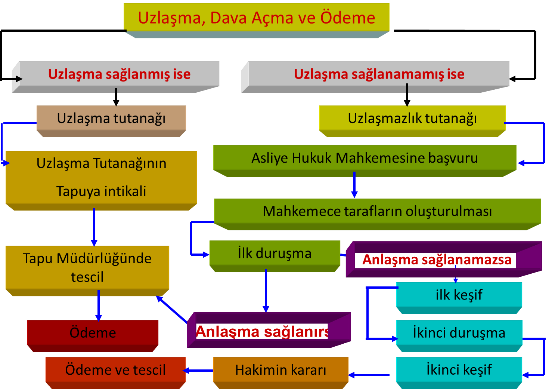 Uzlaşma, Dava Açma ve Ödeme
Uzlaşma sağlanmış ise
Uzlaşma sağlanamamış ise
Uzlaşma tutanağı
Uzlaşmazlık tutanağı
Uzlaşma Tutanağının
Tapuya intikali
Asliye Hukuk Mahkemesine başvuru
Mahkemece tarafların oluşturulması
Tapu Müdürlüğünde
tescil
İlk duruşma
Anlaşma sağlanamazsa
ilk keşif
Ödeme
Anlaşma sağlanırs
İkinci duruşma
Ödeme ve tescil
Hakimin kararı
İkinci keşif